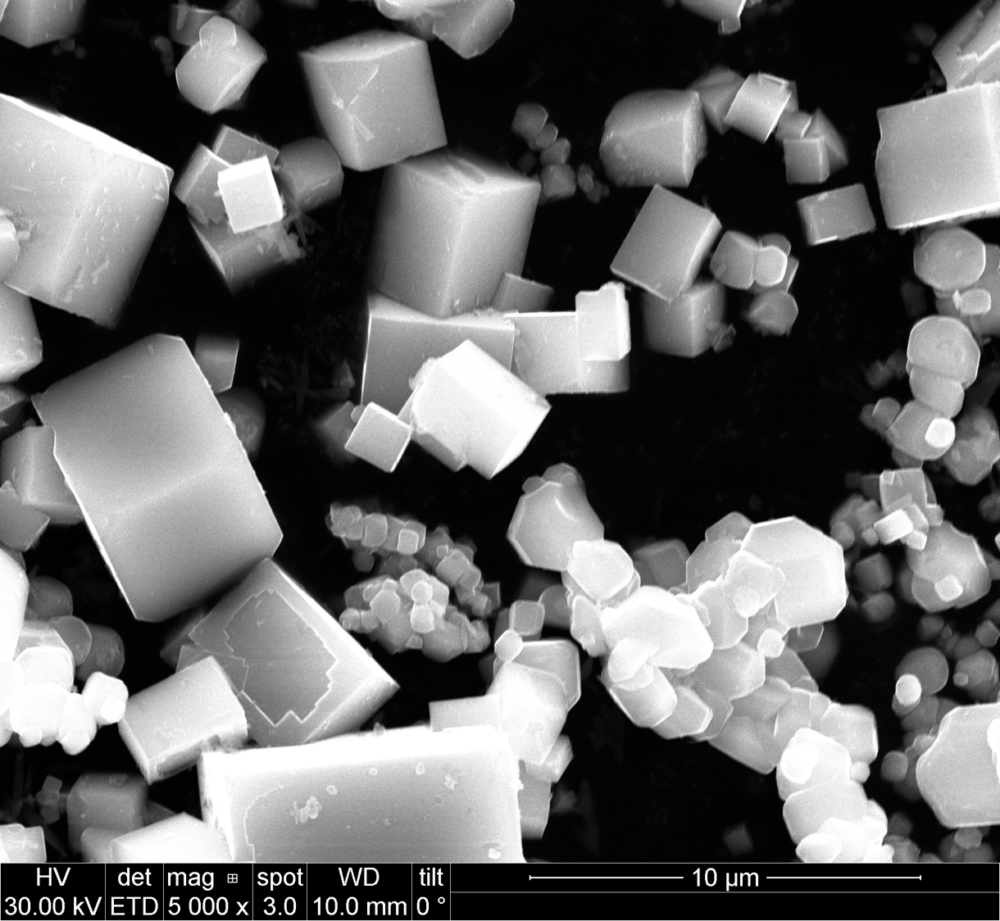 HV det mag ⊞ spot WD tilt
30.00 kV ETD 5 000 x 3.0 10.0 mm 0 °
10 µm